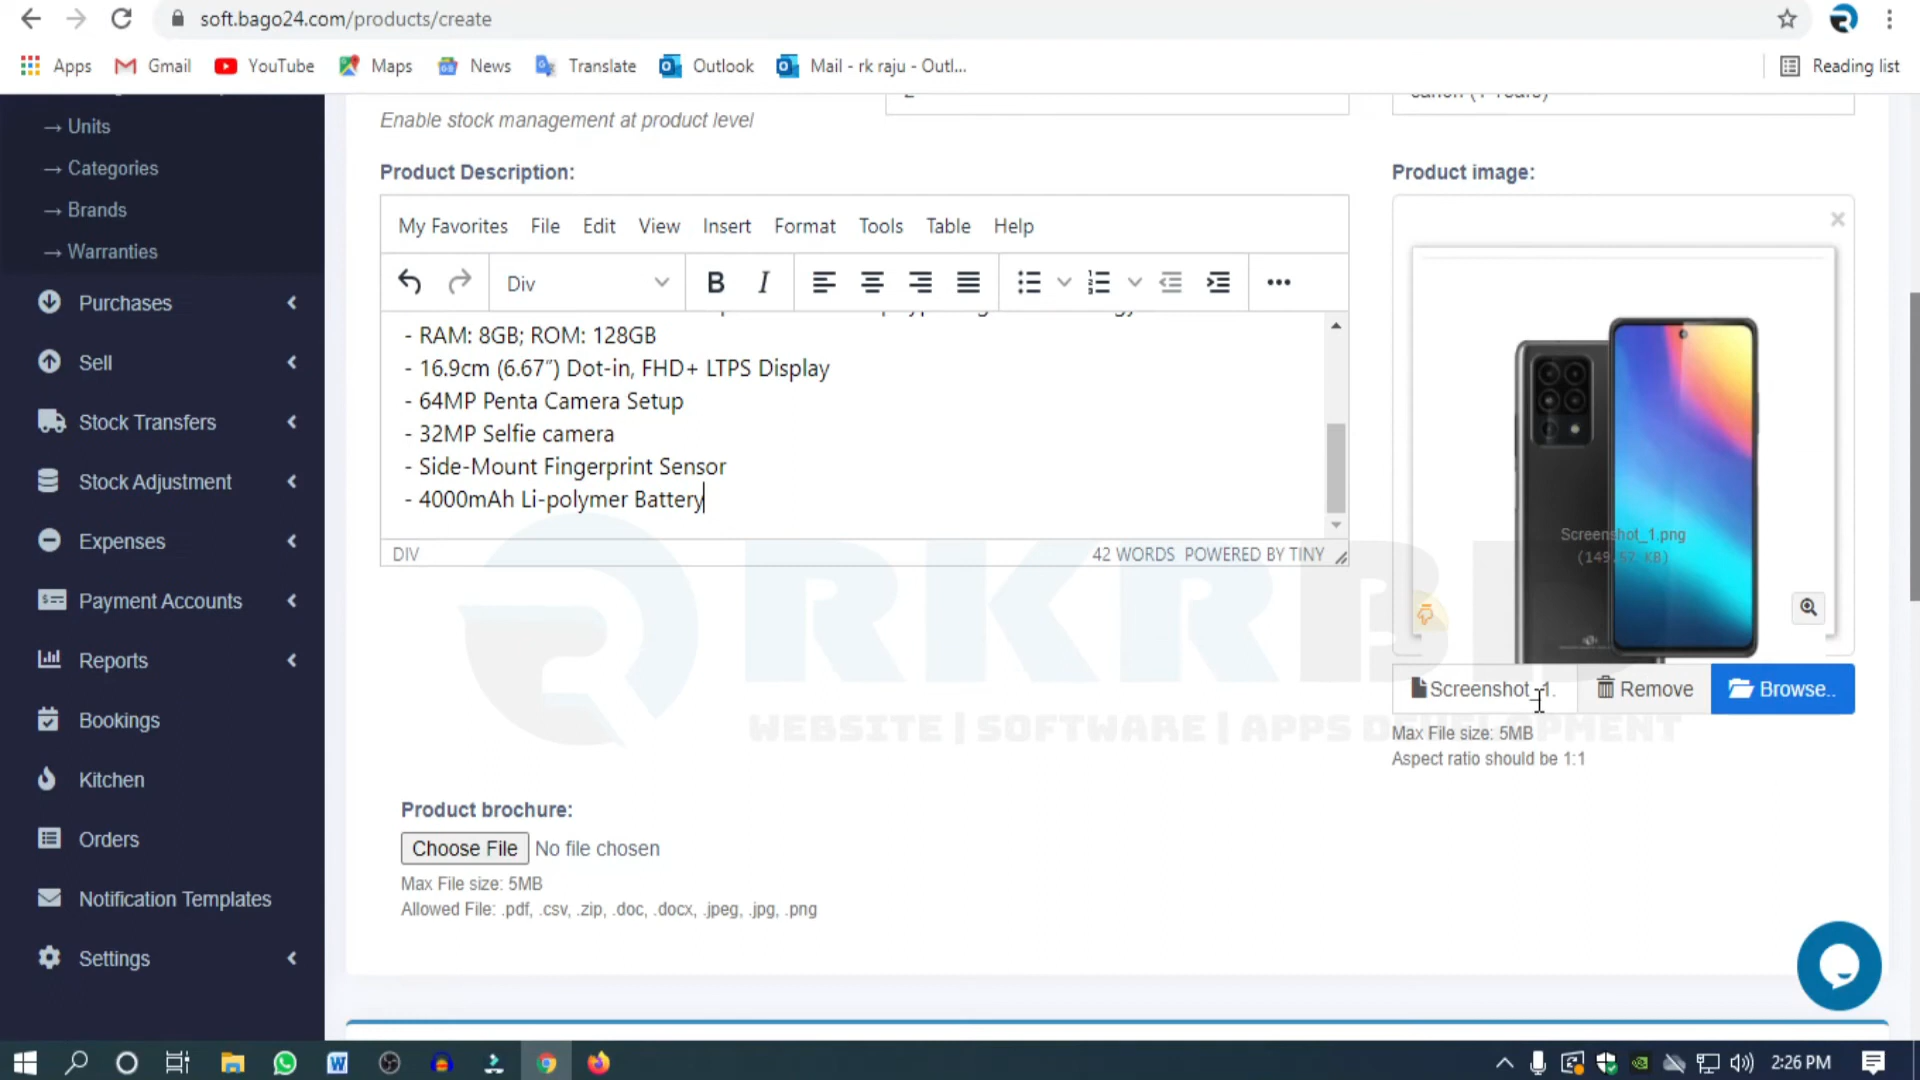 soft.bago24.com/products/create
Apps Gmail YouTube Maps News Translate Outlook Mail - rk raju - Outl... Reading list
→ Units
→ Categories
→ Brands
→ Warranties
Purchases
Sell
Stock Transfers
Stock Adjustment
Expenses
Payment Accounts
Reports
Bookings
Kitchen
Orders
Notification Templates
Settings
Enable stock management at product level
Product Description:
My Favorites File Edit View Insert Format Tools Table Help
Div B I
- RAM: 8GB; ROM: 128GB
- 16.9cm (6.67”) Dot-in, FHD+ LTPS Display
- 64MP Penta Camera Setup
- 32MP Selfie camera
- Side-Mount Fingerprint Sensor
- 4000mAh Li-polymer Battery
DIV 42 WORDS POWERED BY TINY
Product image:
Screenshot_1.png
Screenshot_1. Remove Browse..
Max File size: 5MB
Aspect ratio should be 1:1
RKRBD
WEBSITE | SOFTWARE | APPS DEVELOPMENT
Product brochure:
Choose File No file chosen
Max File size: 5MB
Allowed File: .pdf, .csv, .zip, .doc, .docx, .jpeg, .jpg, .png
2:26 PM